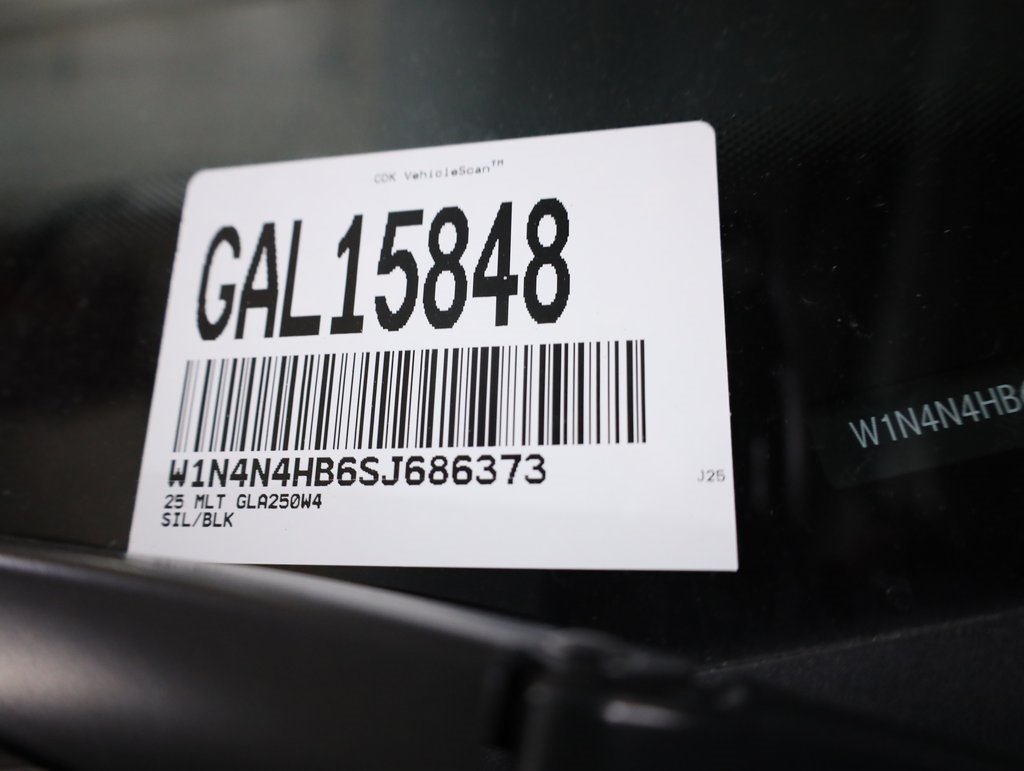 CDK VehicleScan™
GAL15848
W1N4N4HB6SJ686373
J25
25 MLT GLA250W4
SIL/BLK
W1N4N4HB